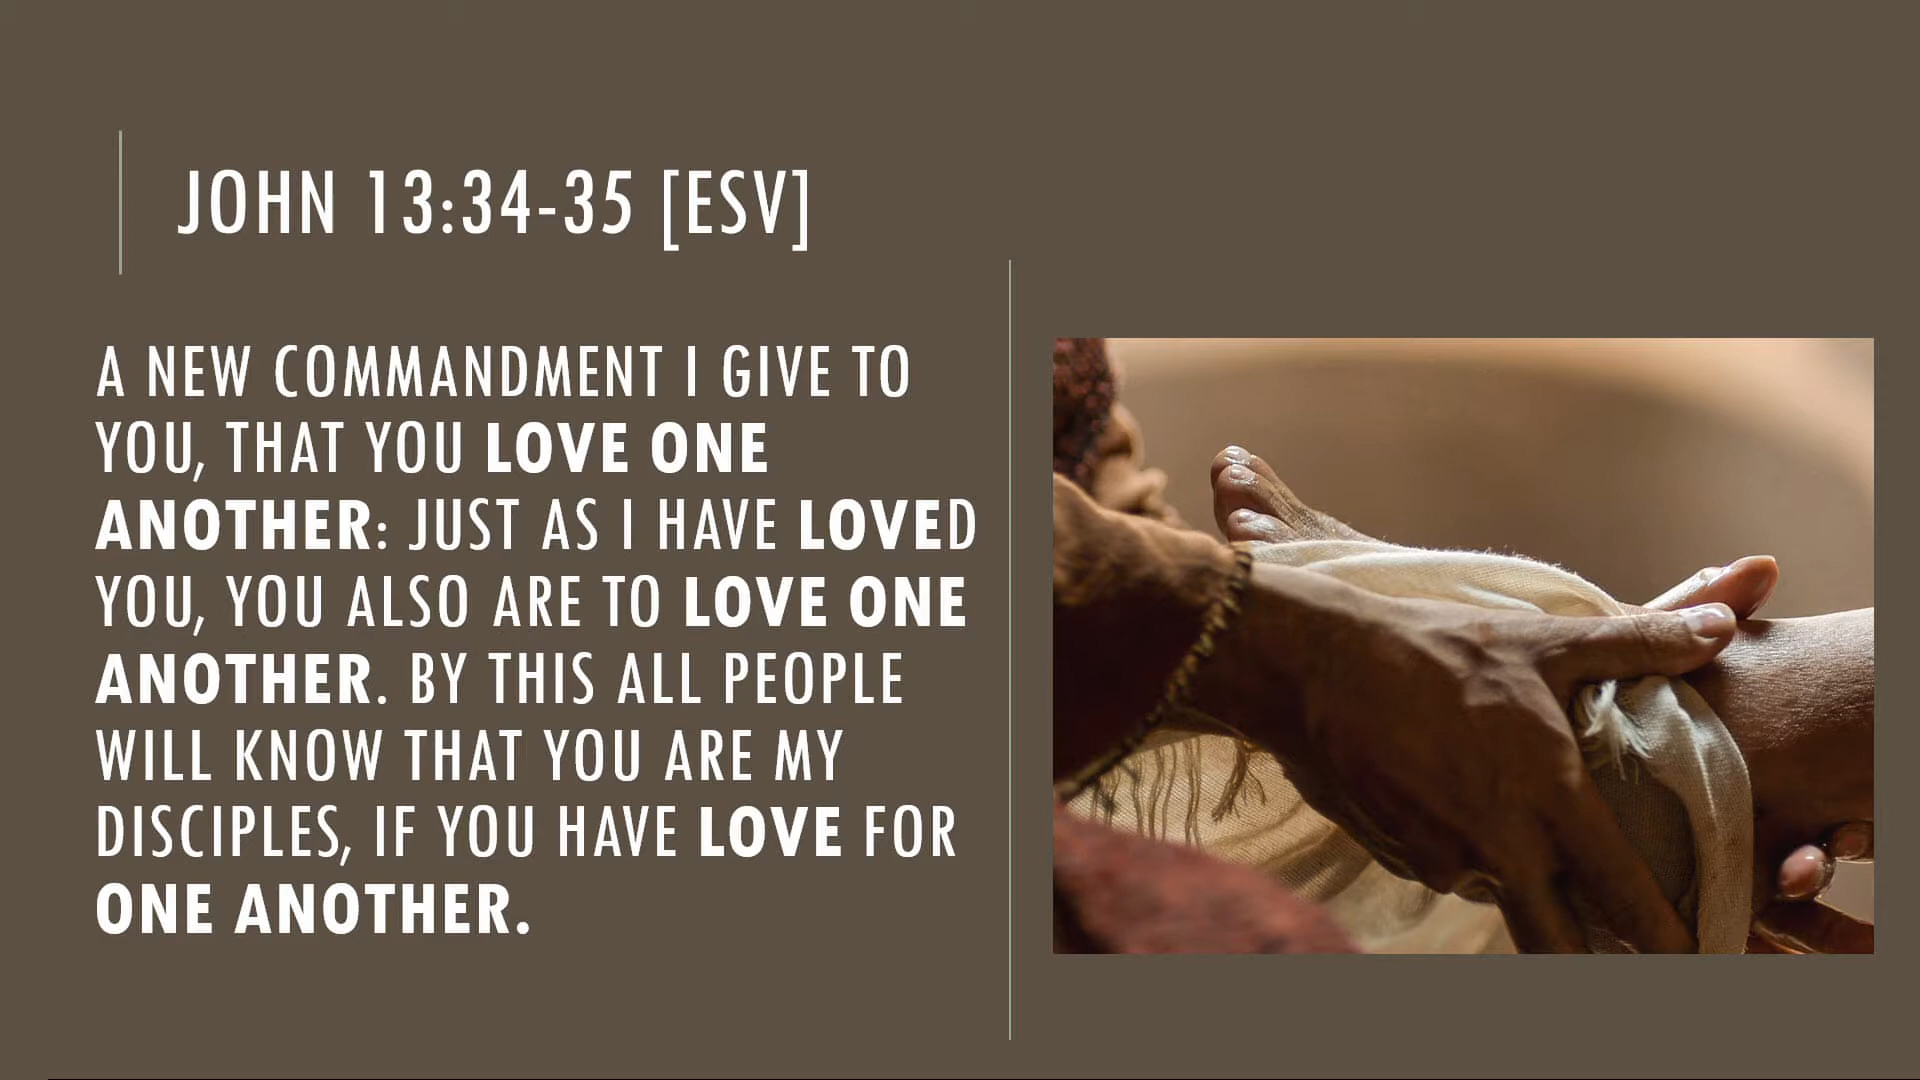 JOHN 13:34-35 [ESV]
A NEW COMMANDMENT I GIVE TO
YOU, THAT YOU LOVE ONE
ANOTHER: JUST AS I HAVE LOVED
YOU, YOU ALSO ARE TO LOVE ONE
ANOTHER. BY THIS ALL PEOPLE
WILL KNOW THAT YOU ARE MY
DISCIPLES, IF YOU HAVE LOVE FOR
ONE ANOTHER.